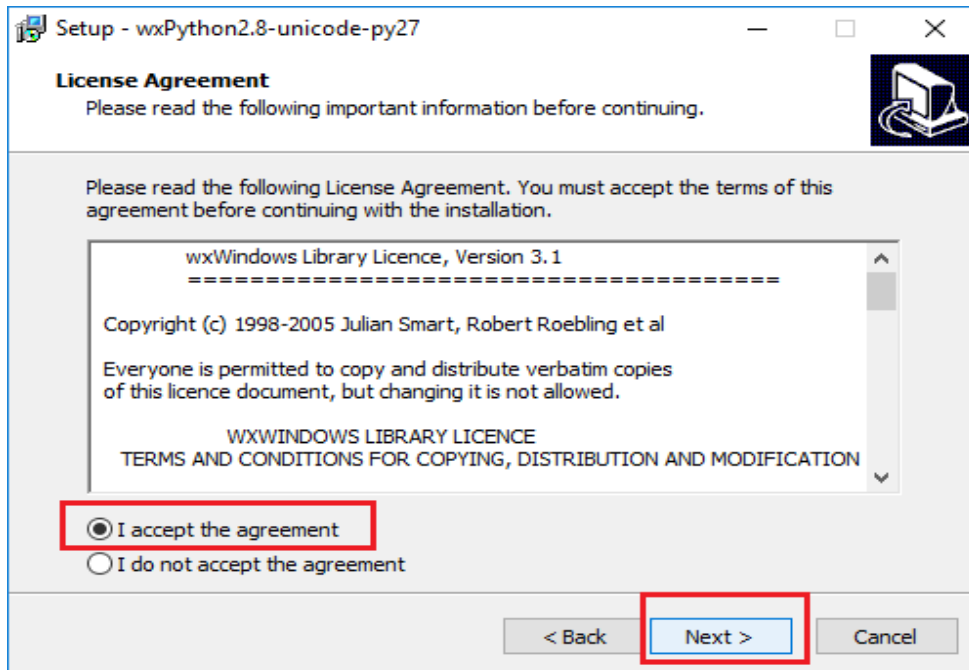 Setup - wxPython2.8-unicode-py27
License Agreement
Please read the following important information before continuing.
Please read the following License Agreement. You must accept the terms of this
agreement before continuing with the installation.
wxWindows Library Licence, Version 3.1
=======================================
Copyright (c) 1998-2005 Julian Smart, Robert Roebling et al
Everyone is permitted to copy and distribute verbatim copies
of this licence document, but changing it is not allowed.
WXWINDOWS LIBRARY LICENCE
TERMS AND CONDITIONS FOR COPYING, DISTRIBUTION AND MODIFICATION
I accept the agreement
I do not accept the agreement
< Back Next > Cancel